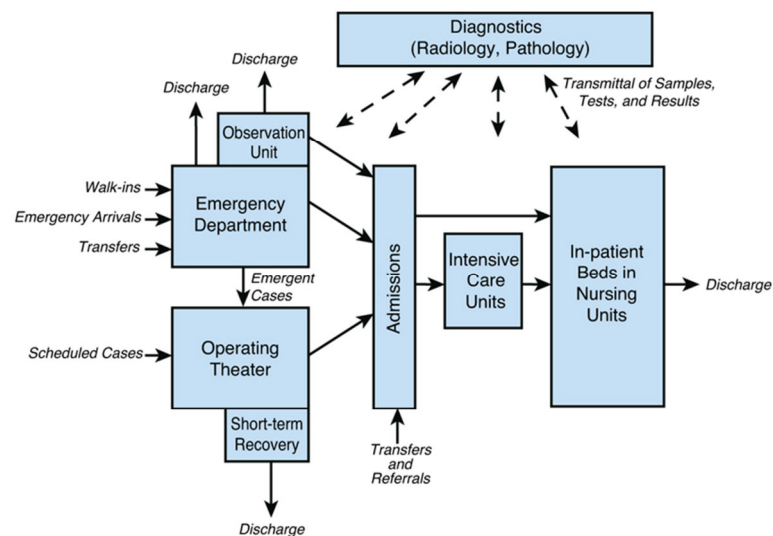 Diagnostics
(Radiology, Pathology)
Discharge
Discharge
Transmittal of Samples,
Tests, and Results
Observation
Unit
Walk-ins
Emergency Arrivals
Transfers
Emergency
Department
Admissions
Intensive
Care
Units
In-patient
Beds in
Nursing
Units
Discharge
Emergent
Cases
Scheduled Cases
Operating
Theater
Short-term
Recovery
Transfers
and
Referrals
Discharge